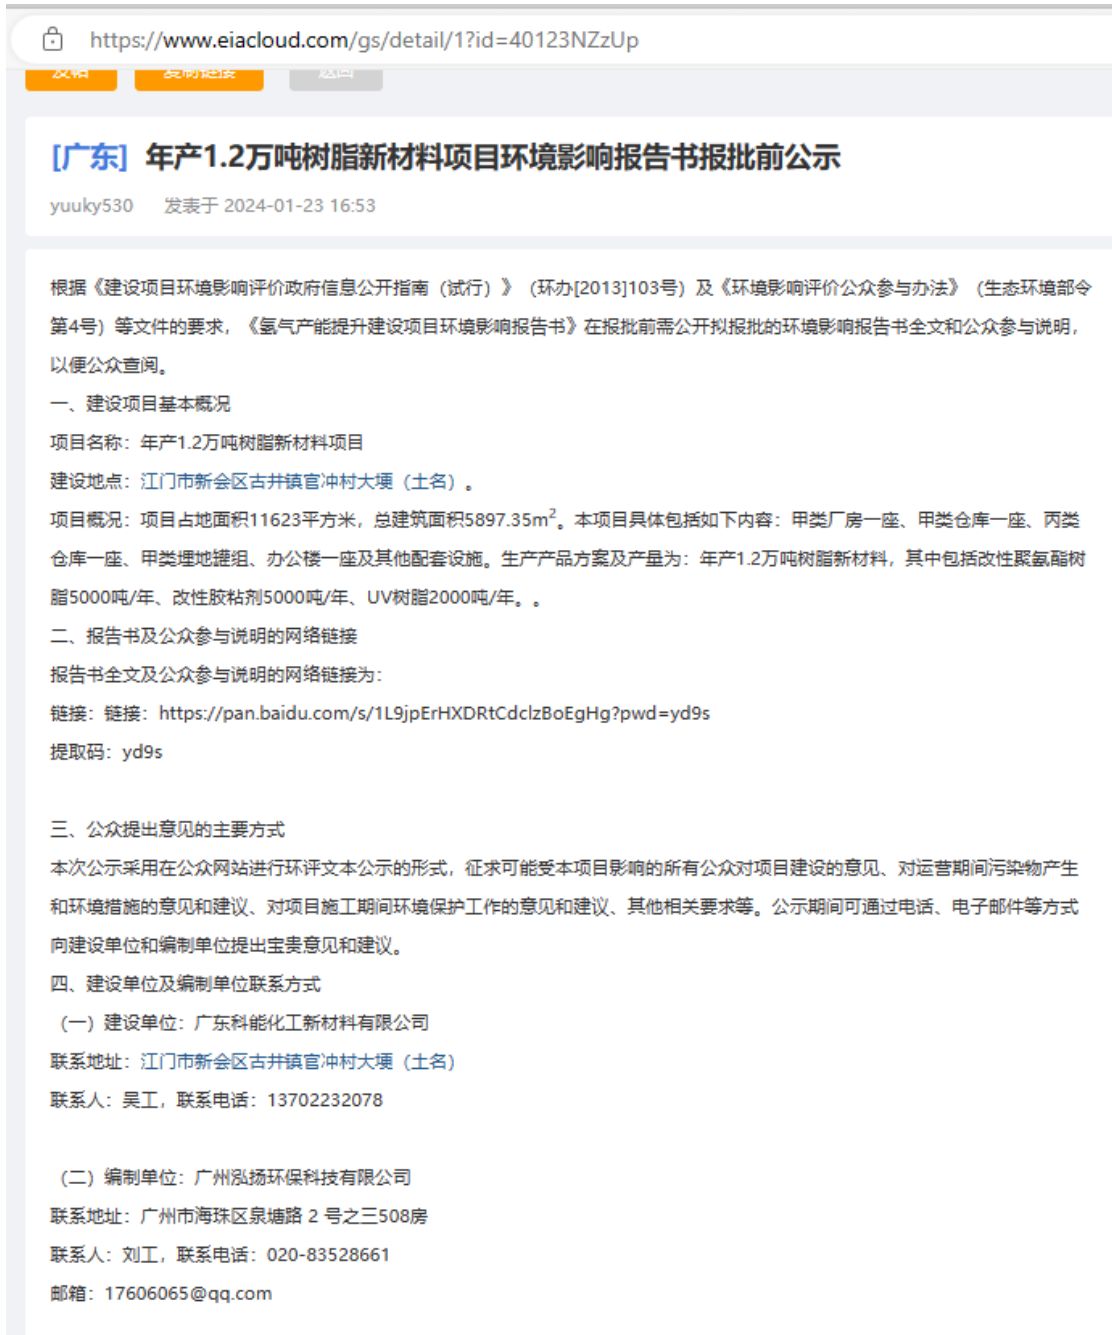 https://www.eiacloud.com/gs/detail/1?id=40123NZzUp
发帖 复制链接 返回
[广东] 年产1.2万吨树脂新材料项目环境影响报告书报批前公示
yuuky530 发表于 2024-01-23 16:53
根据《建设项目环境影响评价政府信息公开指南（试行）》（环办[2013]103号）及《环境影响评价公众参与办法》（生态环境部令
第4号）等文件的要求，《氢气产能提升建设项目环境影响报告书》在报批前需公开拟报批的环境影响报告书全文和公众参与说明，
以便公众查阅。
一、建设项目基本概况
项目名称：年产1.2万吨树脂新材料项目
建设地点：江门市新会区古井镇官冲村大埂（土名）。
项目概况：项目占地面积11623平方米，总建筑面积5897.35m²。本项目具体包括如下内容：甲类厂房一座、甲类仓库一座、丙类
仓库一座、甲类埋地罐组、办公楼一座及其他配套设施。生产产品方案及产量为：年产1.2万吨树脂新材料，其中包括改性聚氨酯树
脂5000吨/年、改性胶粘剂5000吨/年、UV树脂2000吨/年。。
二、报告书及公众参与说明的网络链接
报告书全文及公众参与说明的网络链接为：
链接：链接：https://pan.baidu.com/s/1L9jpErHXDRtCdclzBoEgHg?pwd=yd9s
提取码：yd9s
三、公众提出意见的主要方式
本次公示采用在公众网站进行环评文本公示的形式，征求可能受本项目影响的所有公众对项目建设的意见、对运营期间污染物产生
和环境措施的意见和建议、对项目施工期间环境保护工作的意见和建议、其他相关要求等。公示期间可通过电话、电子邮件等方式
向建设单位和编制单位提出宝贵意见和建议。
四、建设单位及编制单位联系方式
（一）建设单位：广东科能化工新材料有限公司
联系地址：江门市新会区古井镇官冲村大埂（土名）
联系人：吴工，联系电话：13702232078
（二）编制单位：广州泓扬环保科技有限公司
联系地址：广州市海珠区泉塘路 2 号之三508房
联系人：刘工，联系电话：020-83528661
邮箱：17606065@qq.com